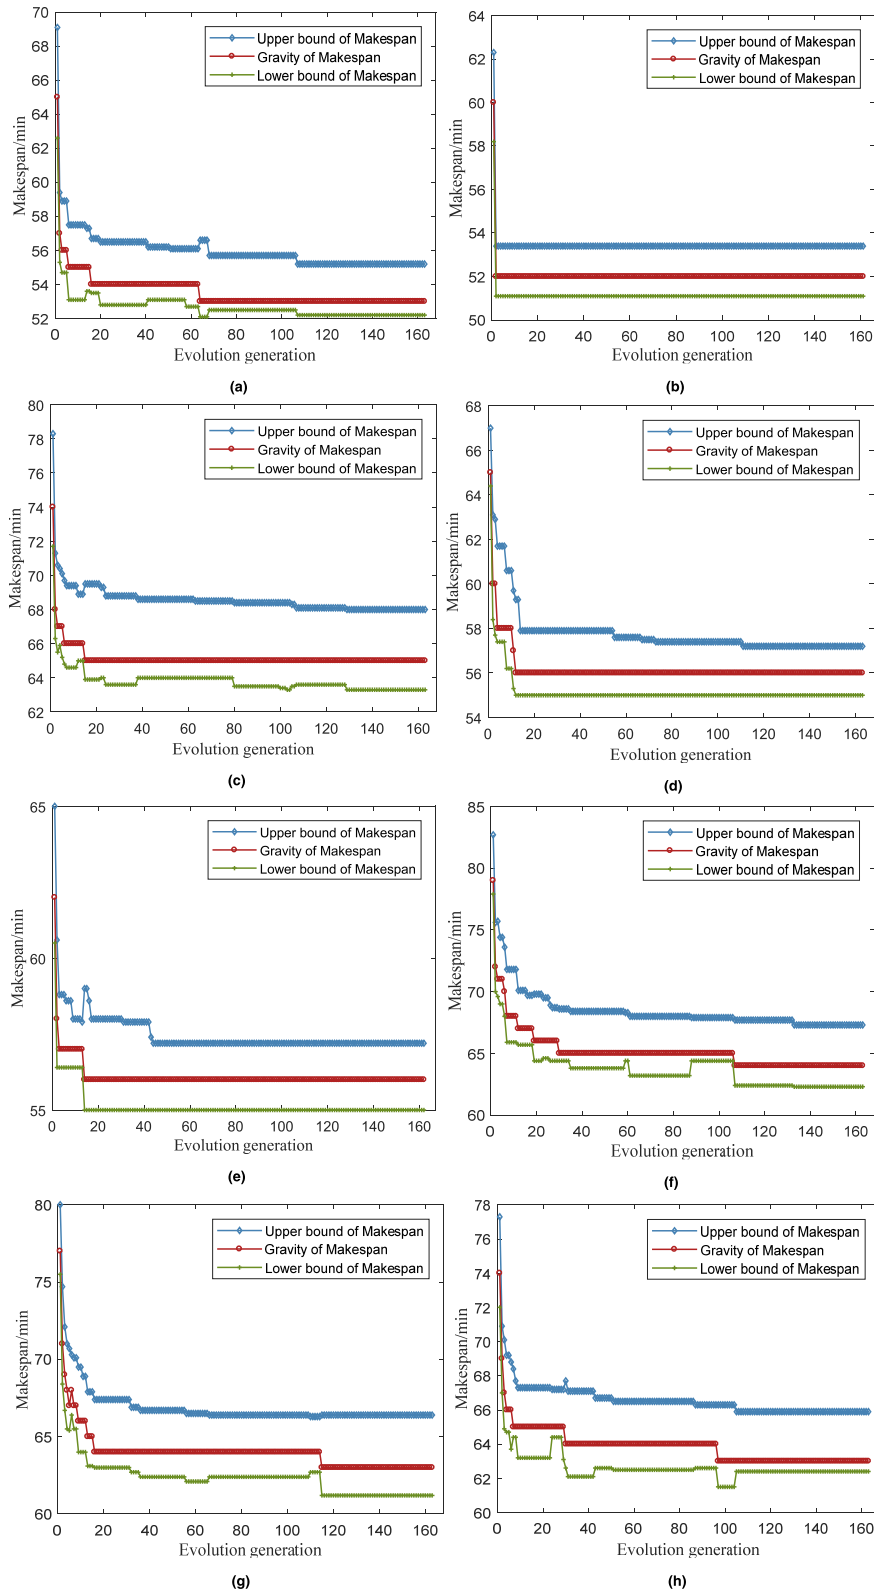 70
68
66
64
62
60
58
56
54
52
0 20 40 60 80 100 120 140 160
Makespan/min
Evolution generation
Upper bound of Makespan
Gravity of Makespan
Lower bound of Makespan
(a)
64
62
60
58
56
54
52
50
0 20 40 60 80 100 120 140 160
Makespan/min
Evolution generation
Upper bound of Makespan
Gravity of Makespan
Lower bound of Makespan
(b)
80
78
76
74
72
70
68
66
64
62
0 20 40 60 80 100 120 140 160
Makespan/min
Evolution generation
Upper bound of Makespan
Gravity of Makespan
Lower bound of Makespan
(c)
68
66
64
62
60
58
56
54
0 20 40 60 80 100 120 140 160
Makespan/min
Evolution generation
Upper bound of Makespan
Gravity of Makespan
Lower bound of Makespan
(d)
65
60
55
0 20 40 60 80 100 120 140 160
Makespan/min
Evolution generation
Upper bound of Makespan
Gravity of Makespan
Lower bound of Makespan
(e)
85
80
75
70
65
60
0 20 40 60 80 100 120 140 160
Makespan/min
Evolution generation
Upper bound of Makespan
Gravity of Makespan
Lower bound of Makespan
(f)
80
75
70
65
60
0 20 40 60 80 100 120 140 160
Makespan/min
Evolution generation
Upper bound of Makespan
Gravity of Makespan
Lower bound of Makespan
(g)
78
76
74
72
70
68
66
64
62
60
0 20 40 60 80 100 120 140 160
Makespan/min
Evolution generation
Upper bound of Makespan
Gravity of Makespan
Lower bound of Makespan
(h)